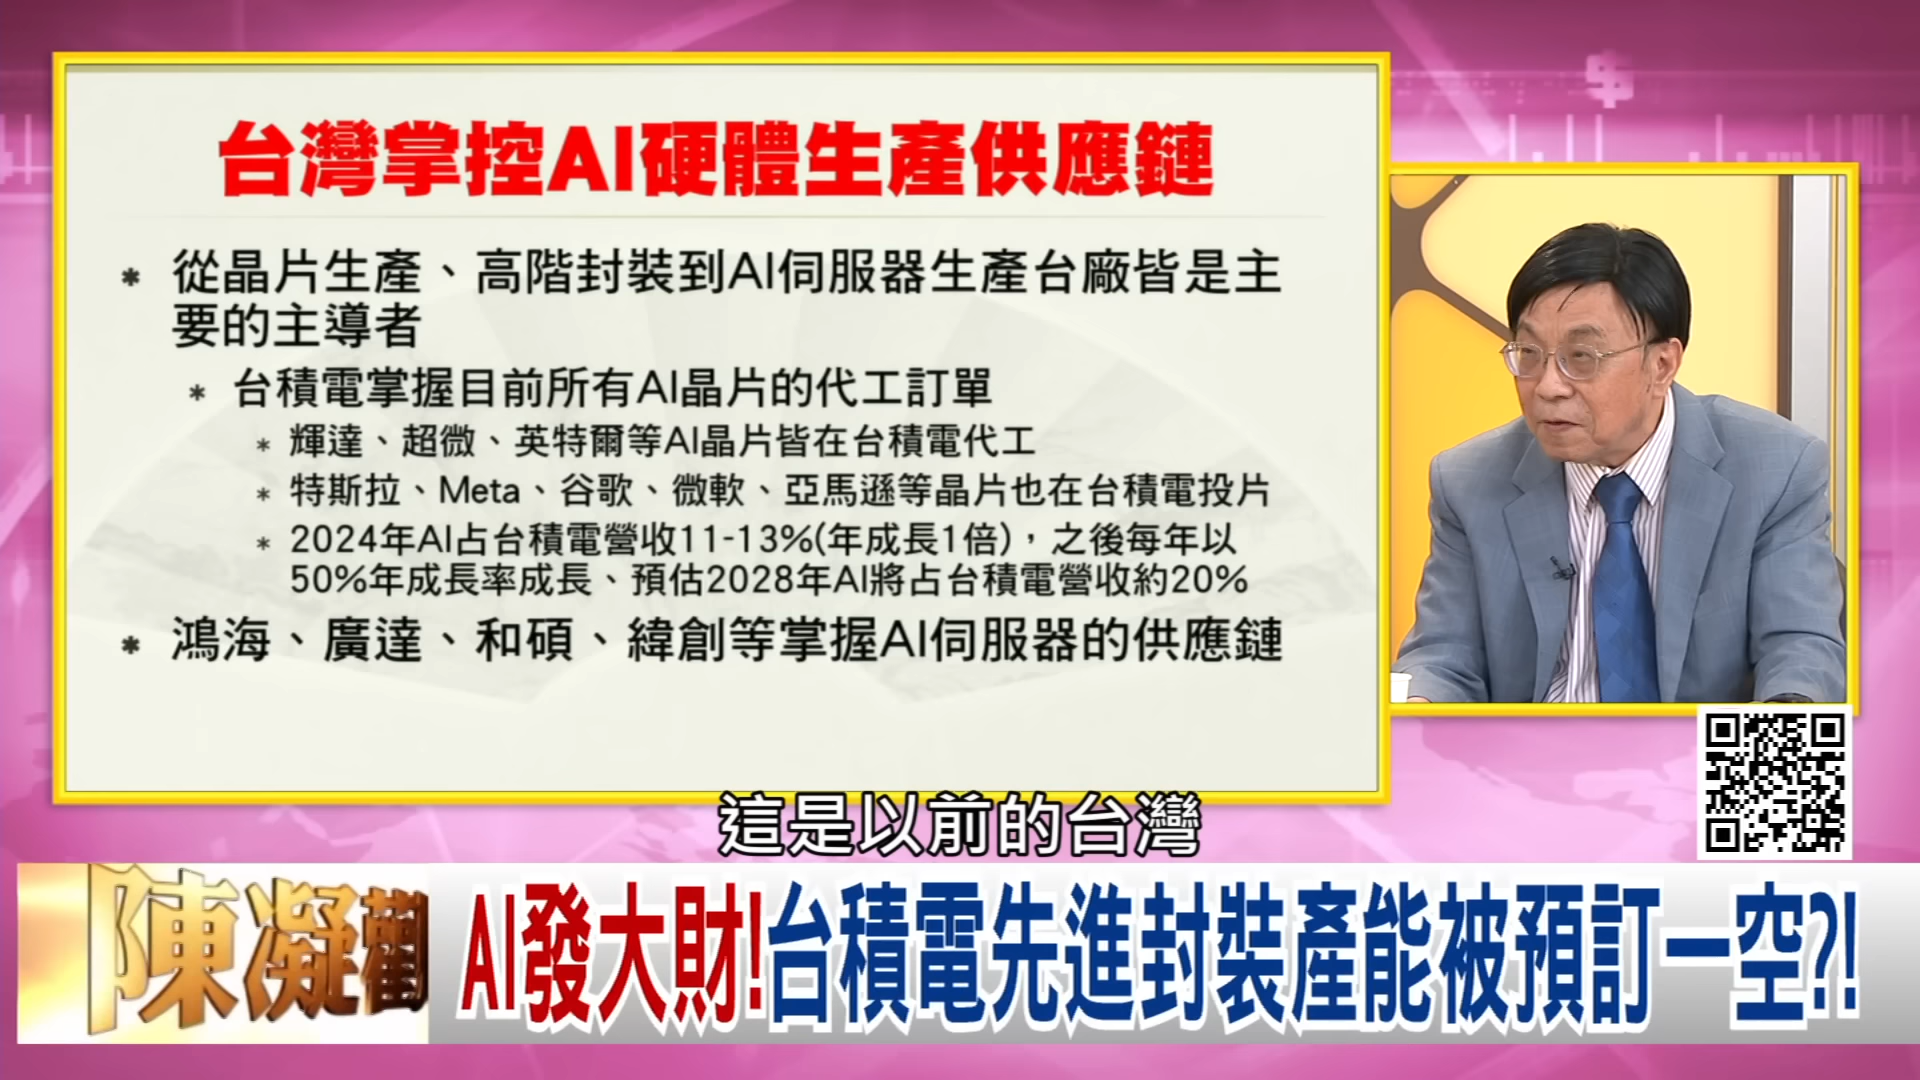 台灣掌控AI硬體生產供應鏈
* 從晶片生產、高階封裝到AI伺服器生產台廠皆是主
要的主導者
* 台積電掌握目前所有AI晶片的代工訂單
* 輝達、超微、英特爾等AI晶片皆在台積電代工
* 特斯拉、Meta、谷歌、微軟、亞馬遜等晶片也在台積電投片
* 2024年AI占台積電營收11-13%(年成長1倍)，之後每年以
50%年成長率成長、預估2028年AI將占台積電營收約20%
* 鴻海、廣達、和碩、緯創等掌握AI伺服器的供應鏈
這是以前的台灣
陳凝觀
AI發大財!台積電先進封裝產能被預訂一空?!